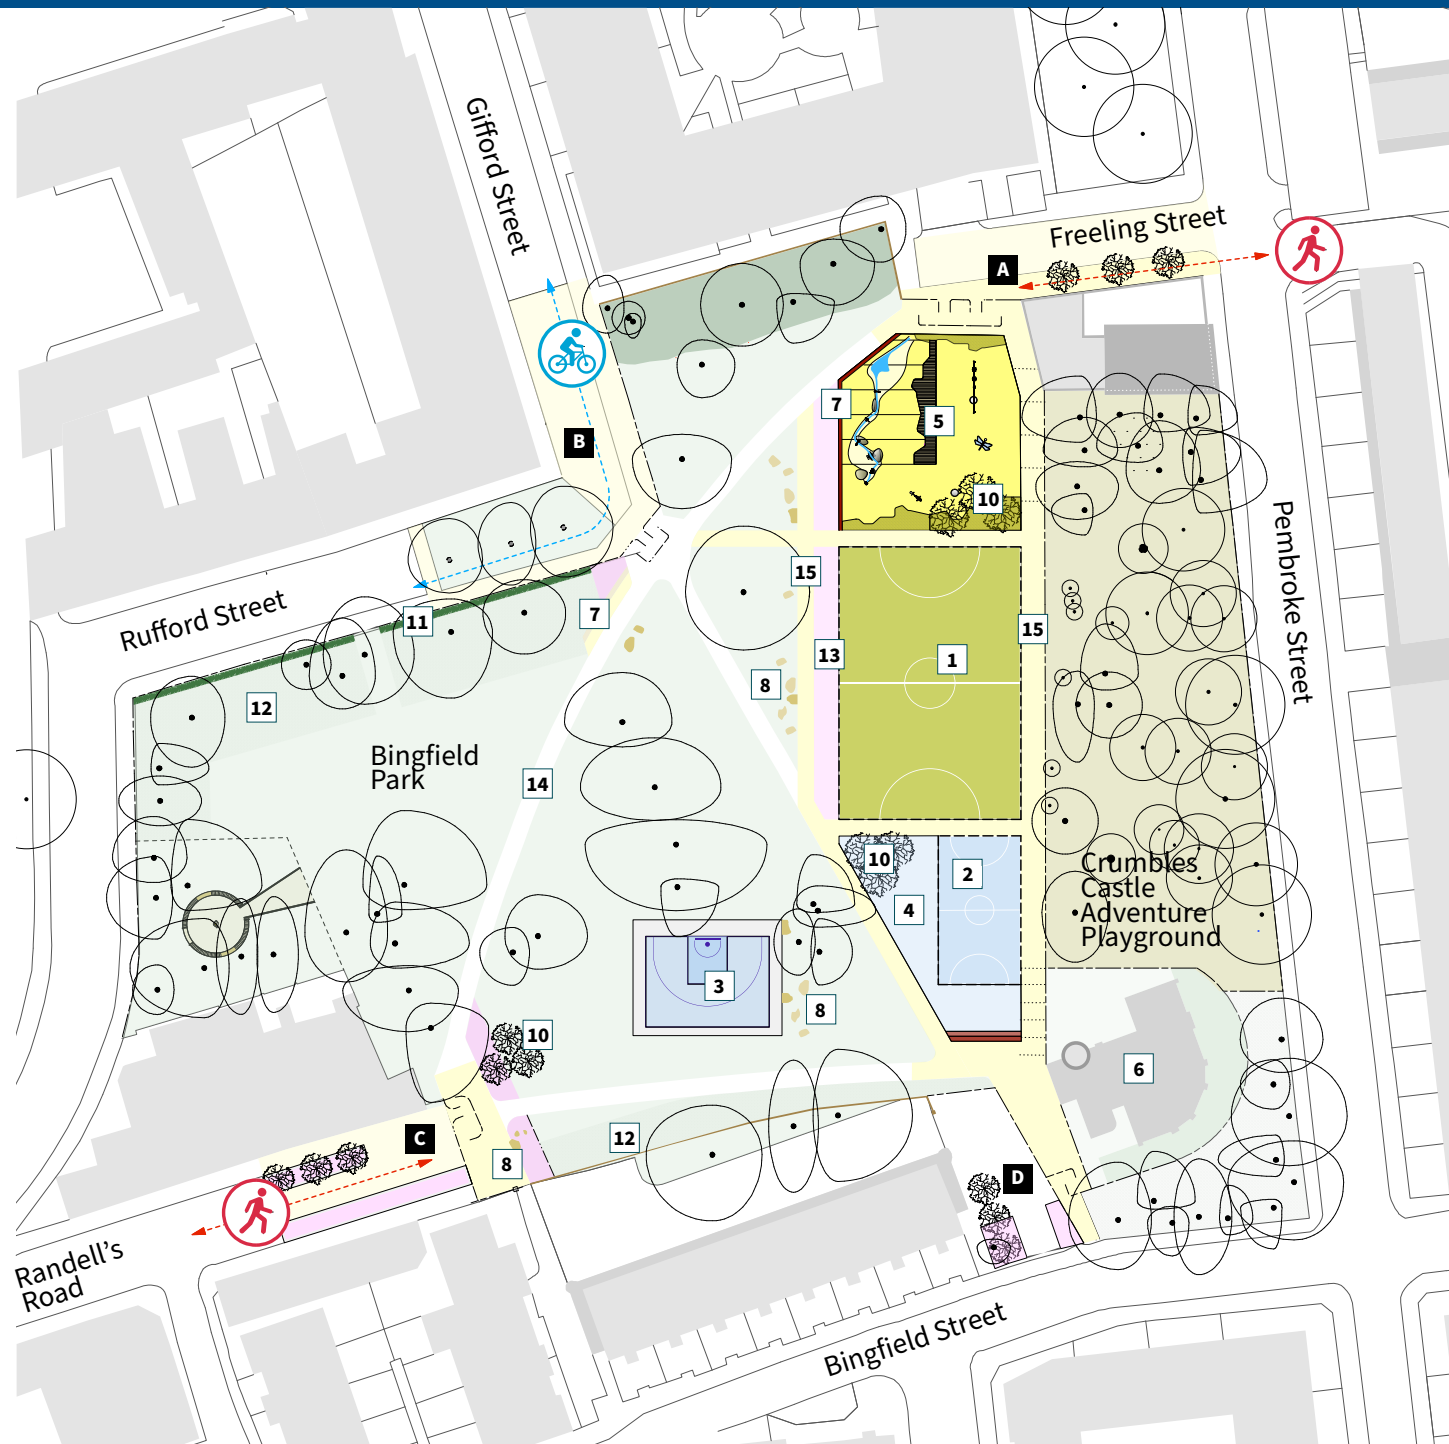 Gifford Street
Freeling Street
A
B
7
5
10
Pembroke Street
15
Rufford Street
11
7
15
13
1
8
12
Bingfield
Park
14
10
2
4
Crumbles
Castle
Adventure
Playground
3
8
10
6
C
12
8
D
Randell's
Road
Bingfield Street